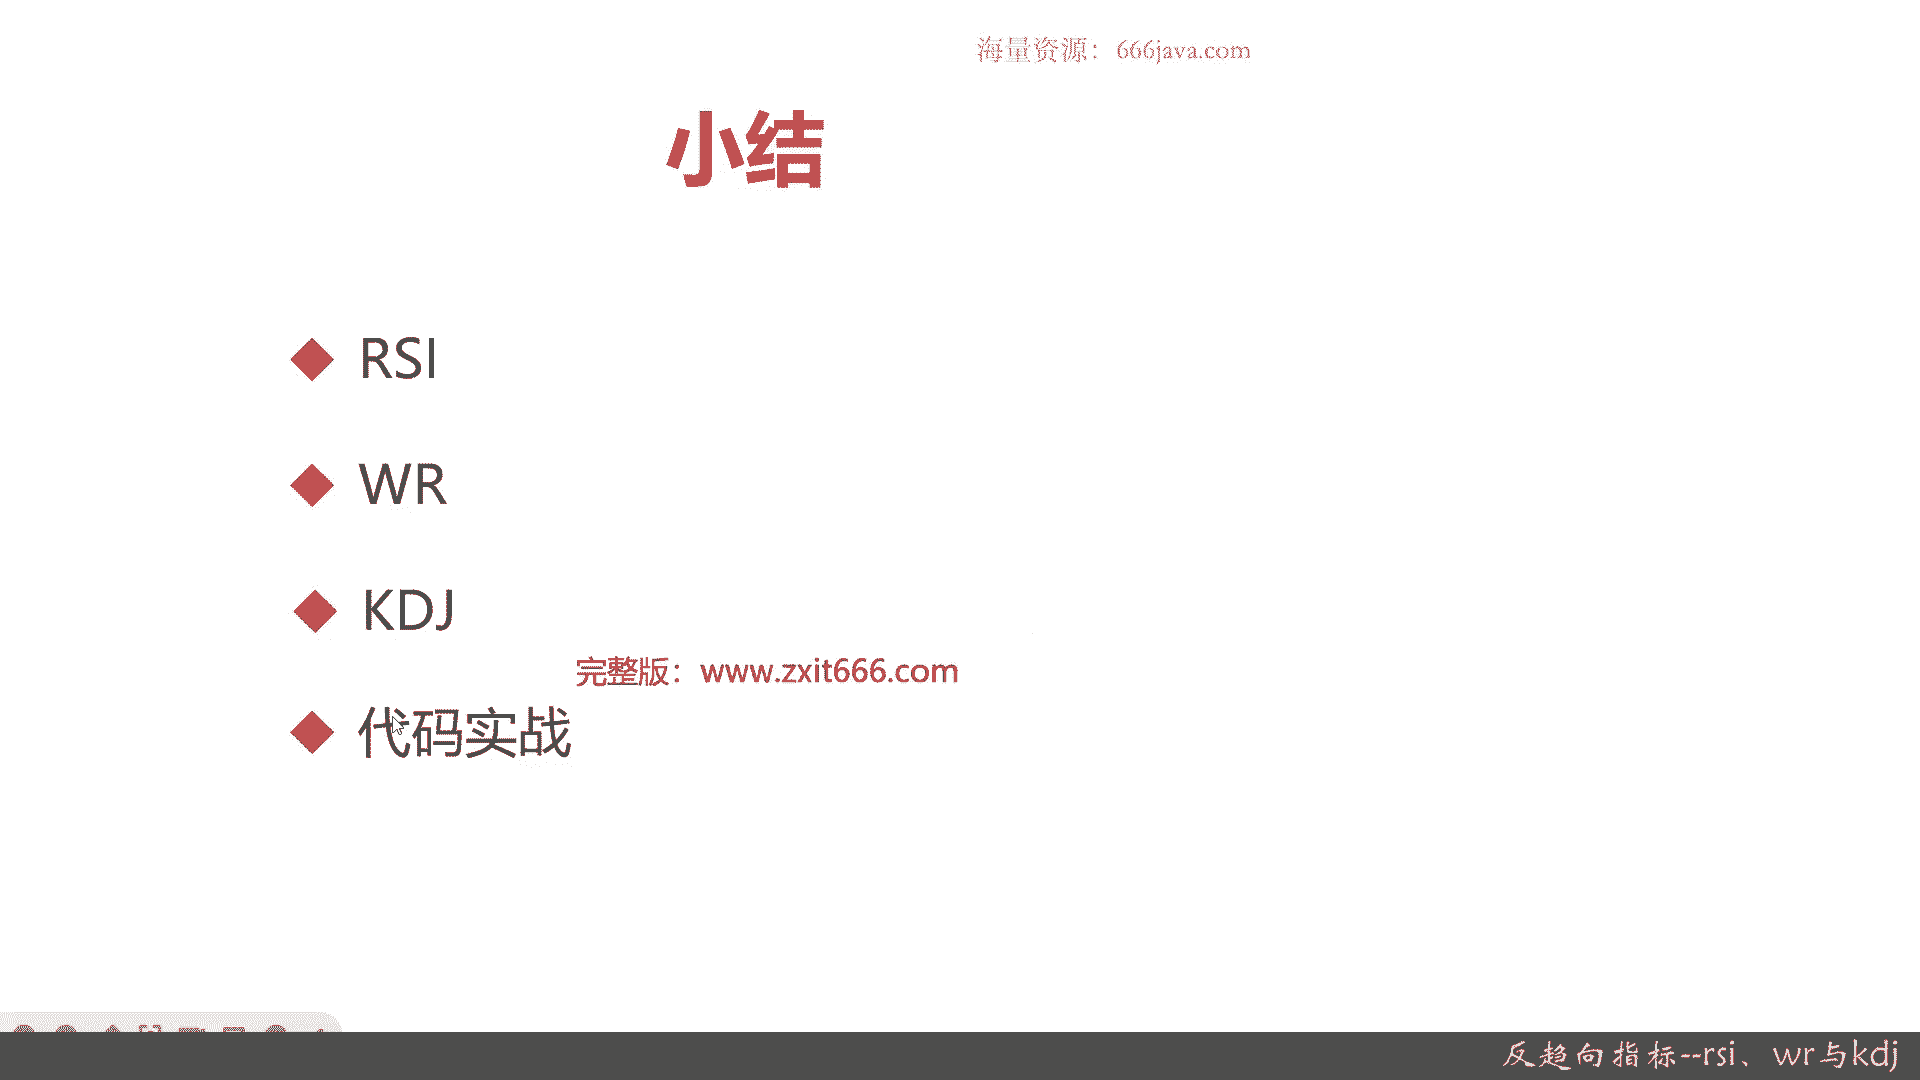 海量资源：666java.com
小结
RSI
WR
KDJ
完整版：www.zxit666.com
代码实战
反趋向指标--rsi、wr与kdj